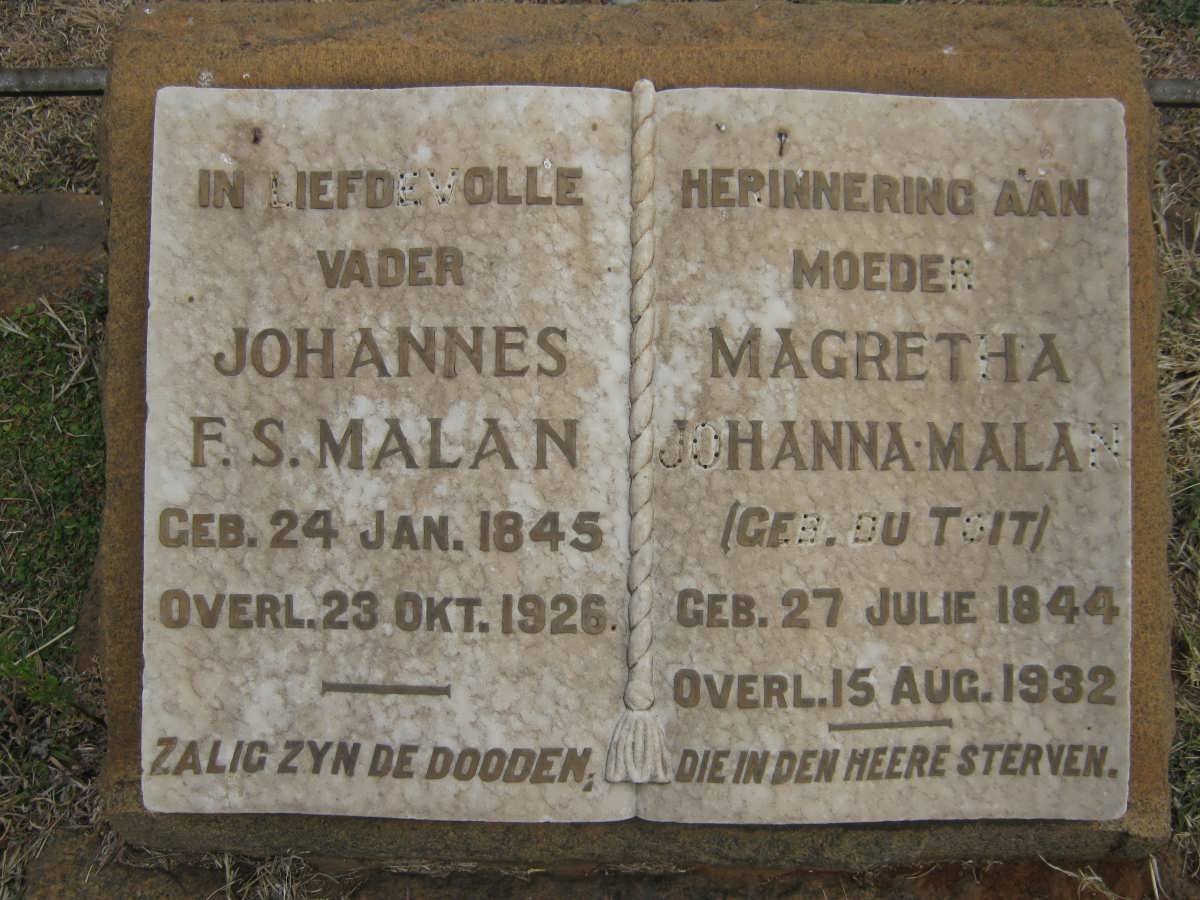 IN LIEFDEVOLLE
VADER
JOHANNES
F. S. MALAN
GEB. 24 JAN. 1845
OVERL. 23 OKT. 1926.
ZALIG ZYN DE DOODEN,
HERINNERING AAN
MOEDER
MAGRETHA
JOHANNA·MALAN
(GEB. DU TOIT)
GEB. 27 JULIE 1844
OVERL. 15 AUG. 1932
DIE IN DEN HEERE STERVEN.